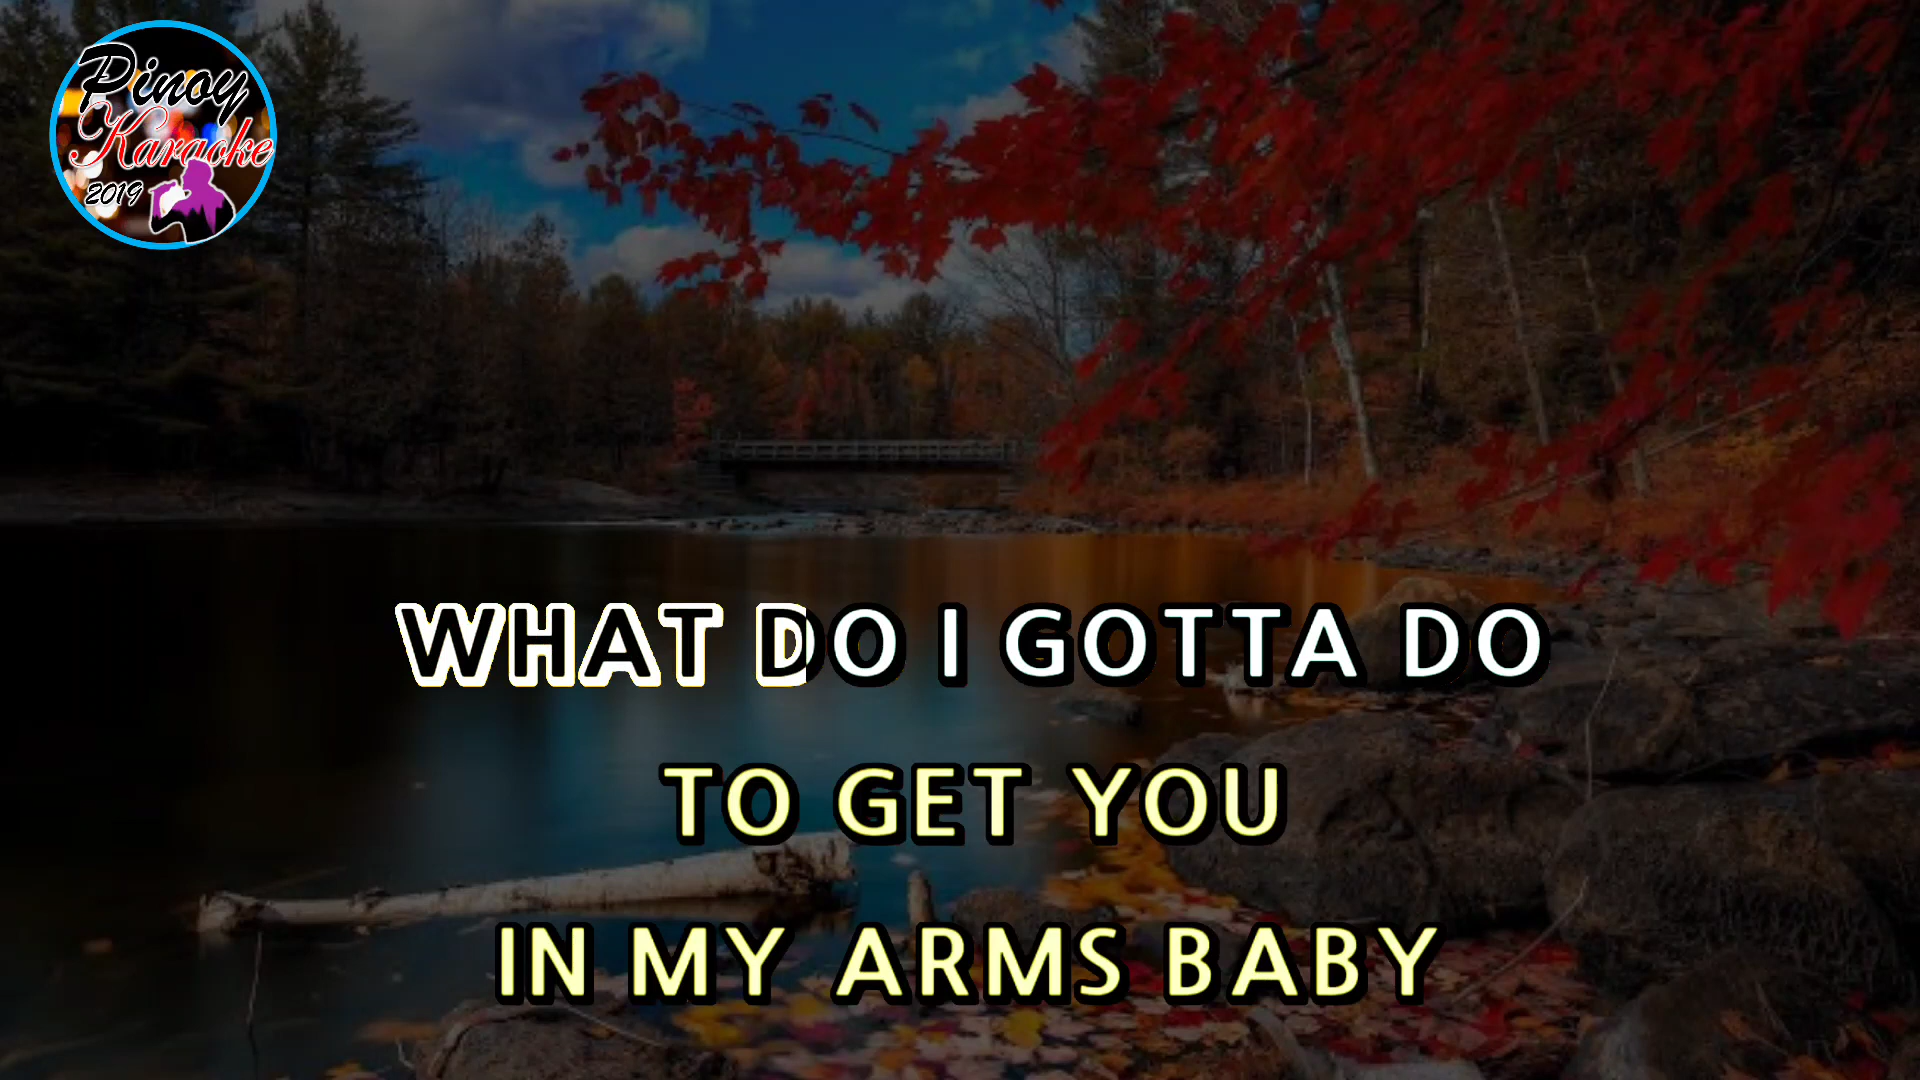 Pinoy
Karaoke
2019
WHAT DO I GOTTA DO
TO GET YOU
IN MY ARMS BABY